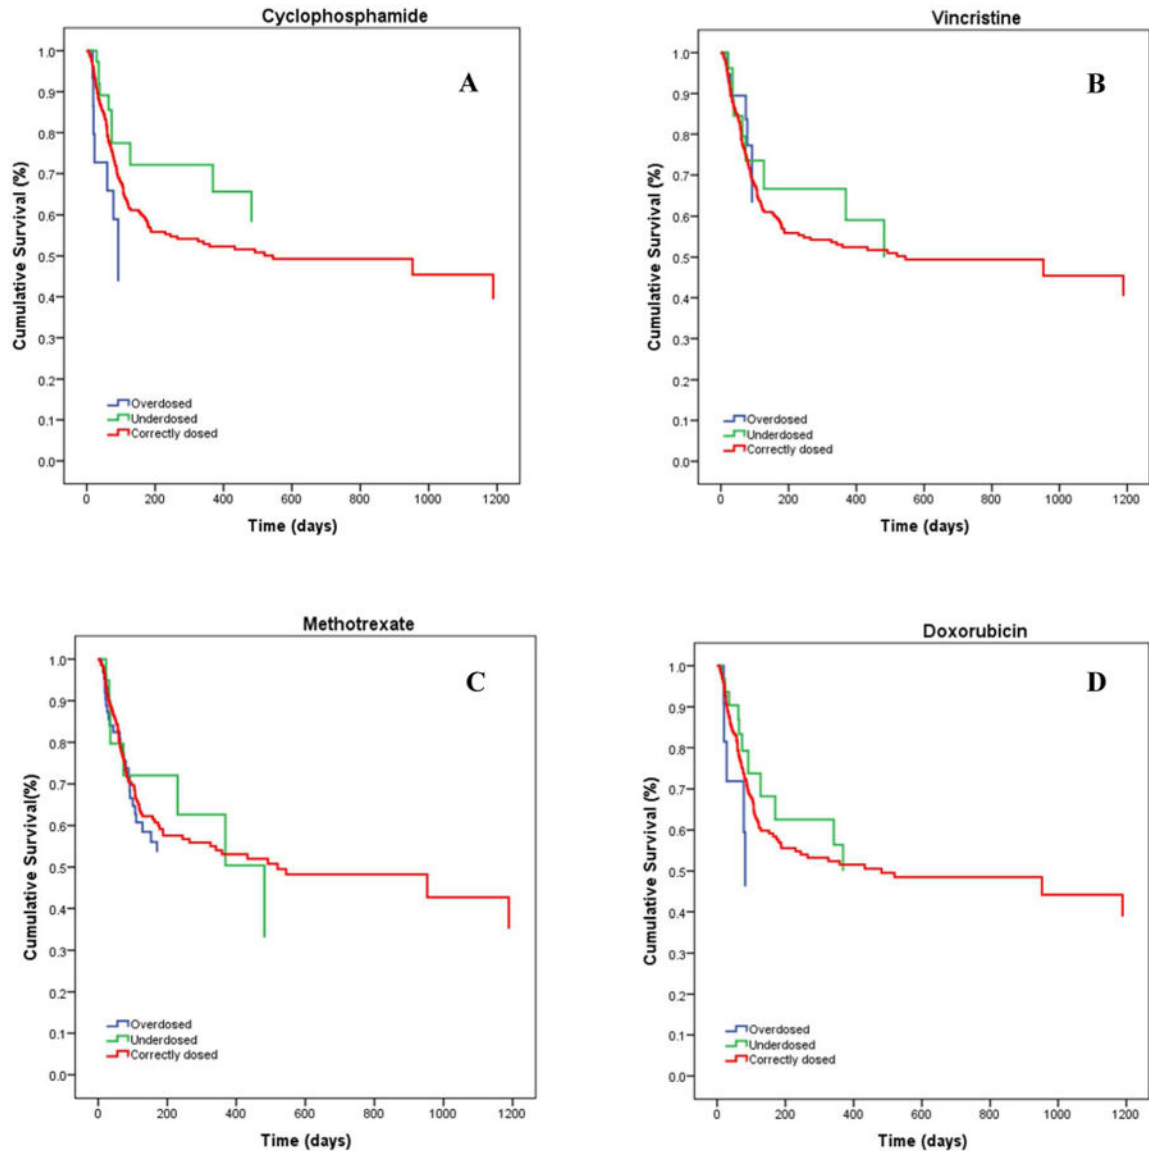 Cyclophosphamide
A
Cumulative Survival (%)
1.0
0.9
0.8
0.7
0.6
0.5
0.4
0.3
0.2
0.1
0.0
Overdosed
Underdosed
Correctly dosed
0 200 400 600 800 1000 1200
Time (days)
Vincristine
B
Cumulative Survival (%)
1.0
0.9
0.8
0.7
0.6
0.5
0.4
0.3
0.2
0.1
0.0
Overdosed
Underdosed
Correctly dosed
0 200 400 600 800 1000 1200
Time (days)
Methotrexate
C
Cumulative Survival(%)
1.0
0.9
0.8
0.7
0.6
0.5
0.4
0.3
0.2
0.1
0.0
Overdosed
Underdosed
Correctly dosed
0 200 400 600 800 1000 1200
Time (days)
Doxorubicin
D
Cumulative Survival (%)
1.0
0.9
0.8
0.7
0.6
0.5
0.4
0.3
0.2
0.1
0.0
Overdosed
Underdosed
Correctly dosed
0 200 400 600 800 1000 1200
Time (days)